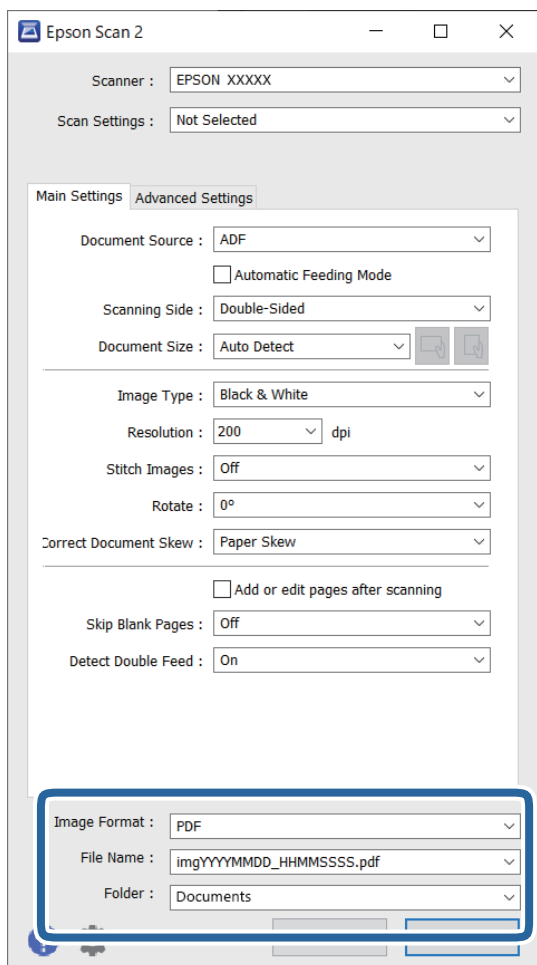 Epson Scan 2
Scanner : EPSON XXXXX
Scan Settings : Not Selected
Main Settings Advanced Settings
Document Source : ADF
Automatic Feeding Mode
Scanning Side : Double-Sided
Document Size : Auto Detect
Image Type : Black & White
Resolution : 200 dpi
Stitch Images : Off
Rotate : 0°
Correct Document Skew : Paper Skew
Add or edit pages after scanning
Skip Blank Pages : Off
Detect Double Feed : On
Image Format : PDF
File Name : imgYYYYMMDD_HHMMSSSS.pdf
Folder : Documents